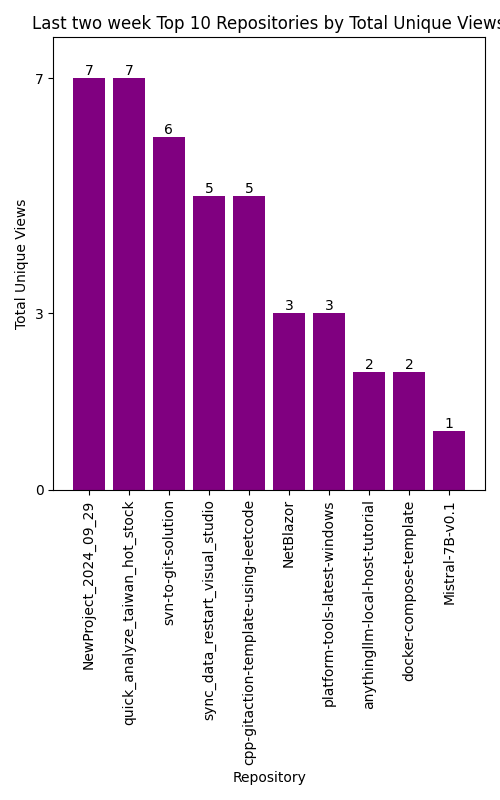 Last two week Top 10 Repositories by Total Unique Views
7
3
0
Total Unique Views
7
7
6
5
5
3
3
2
2
1
NewProject_2024_09_29
quick_analyze_taiwan_hot_stock
svn-to-git-solution
sync_data_restart_visual_studio
cpp-gitaction-template-using-leetcode
NetBlazor
platform-tools-latest-windows
anythingllm-local-host-tutorial
docker-compose-template
Mistral-7B-v0.1
Repository